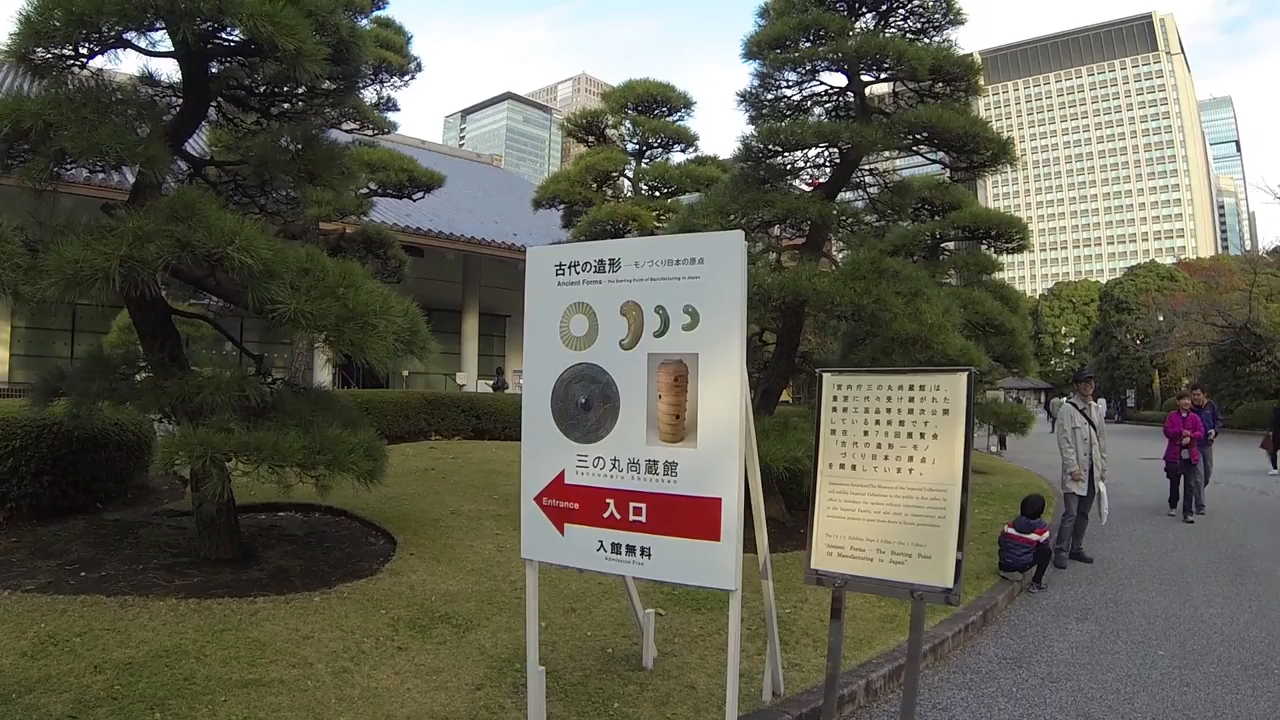 古代の造形 ―モノづくり日本の原点
Ancient Forms - The Starting Point of Manufacturing in Japan
三の丸尚蔵館
Sannomaru Shozokan
Entrance 入口
入館無料
Admission Free
「宮内庁三の丸尚蔵館」は、
皇室に代々受け継がれた
美術工芸品等を順次公開
している美術館です。
現在、第78回展覧会
「古代の造形―モノ
づくり日本の原点」
を開催しています。
"Ancient Forms - The Starting Point
Of Manufacturing in Japan"